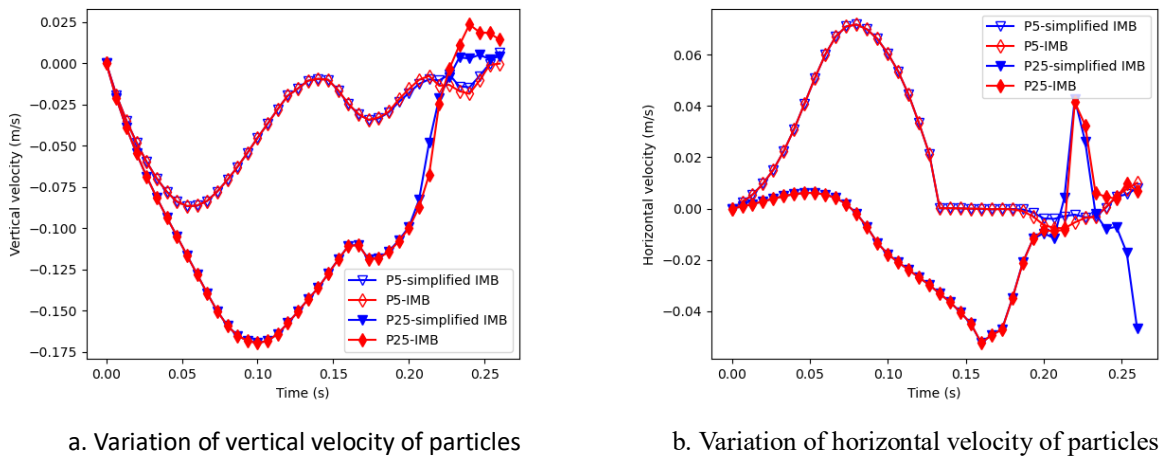 0.025
0.000
−0.025
−0.050
−0.075
−0.100
−0.125
−0.150
−0.175
Vertical velocity (m/s)
P5-simplified IMB
P5-IMB
P25-simplified IMB
P25-IMB
0.00 0.05 0.10 0.15 0.20 0.25
Time (s)
a. Variation of vertical velocity of particles
0.06
0.04
0.02
0.00
−0.02
−0.04
Horizontal velocity (m/s)
P5-simplified IMB
P5-IMB
P25-simplified IMB
P25-IMB
0.00 0.05 0.10 0.15 0.20 0.25
Time (s)
b. Variation of horizontal velocity of particles